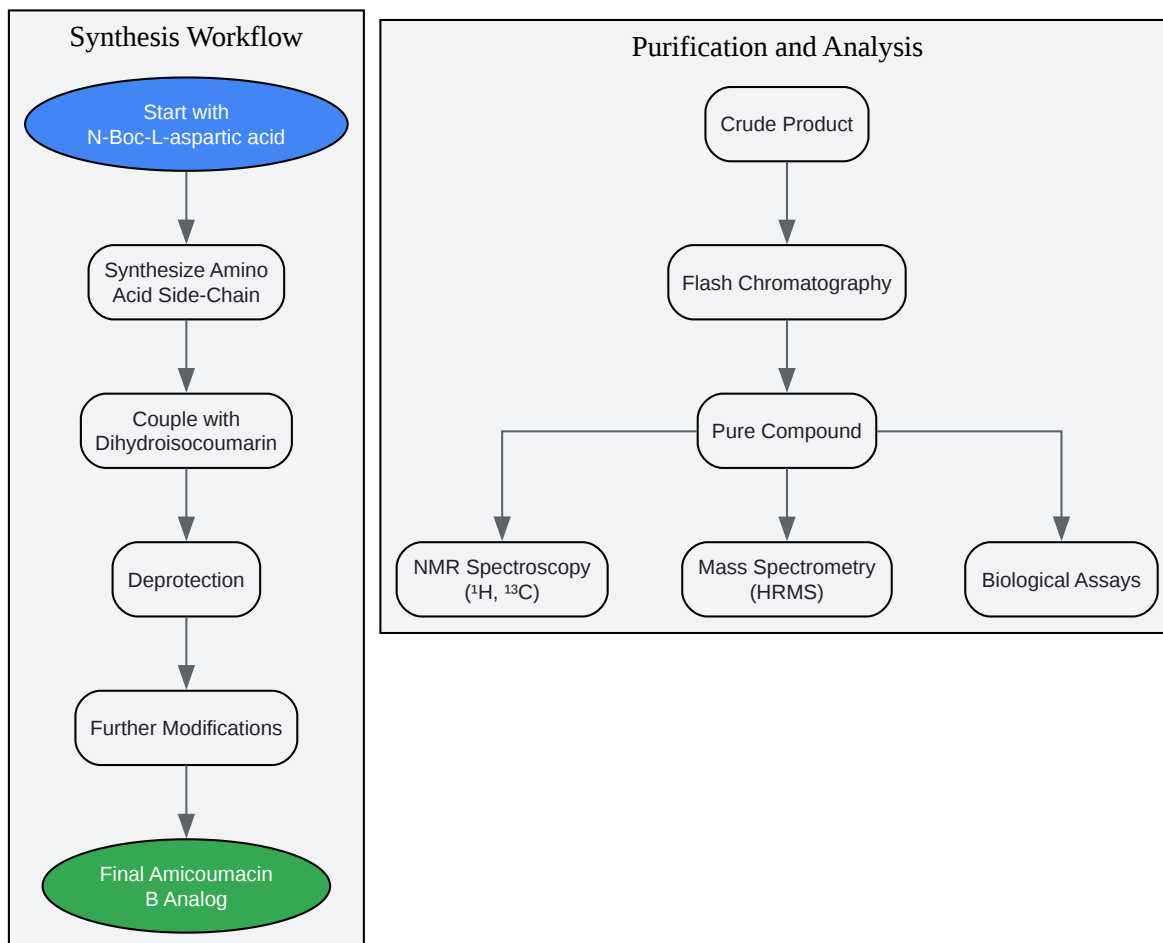 Synthesis Workflow
Start with
N-Boc-L-aspartic acid
Synthesize Amino
Acid Side-Chain
Couple with
Dihydroisocoumarin
Deprotection
Further Modifications
Final Amicoumacin
B Analog
Purification and Analysis
Crude Product
Flash Chromatography
Pure Compound
NMR Spectroscopy
(¹H, ¹³C)
Mass Spectrometry
(HRMS)
Biological Assays